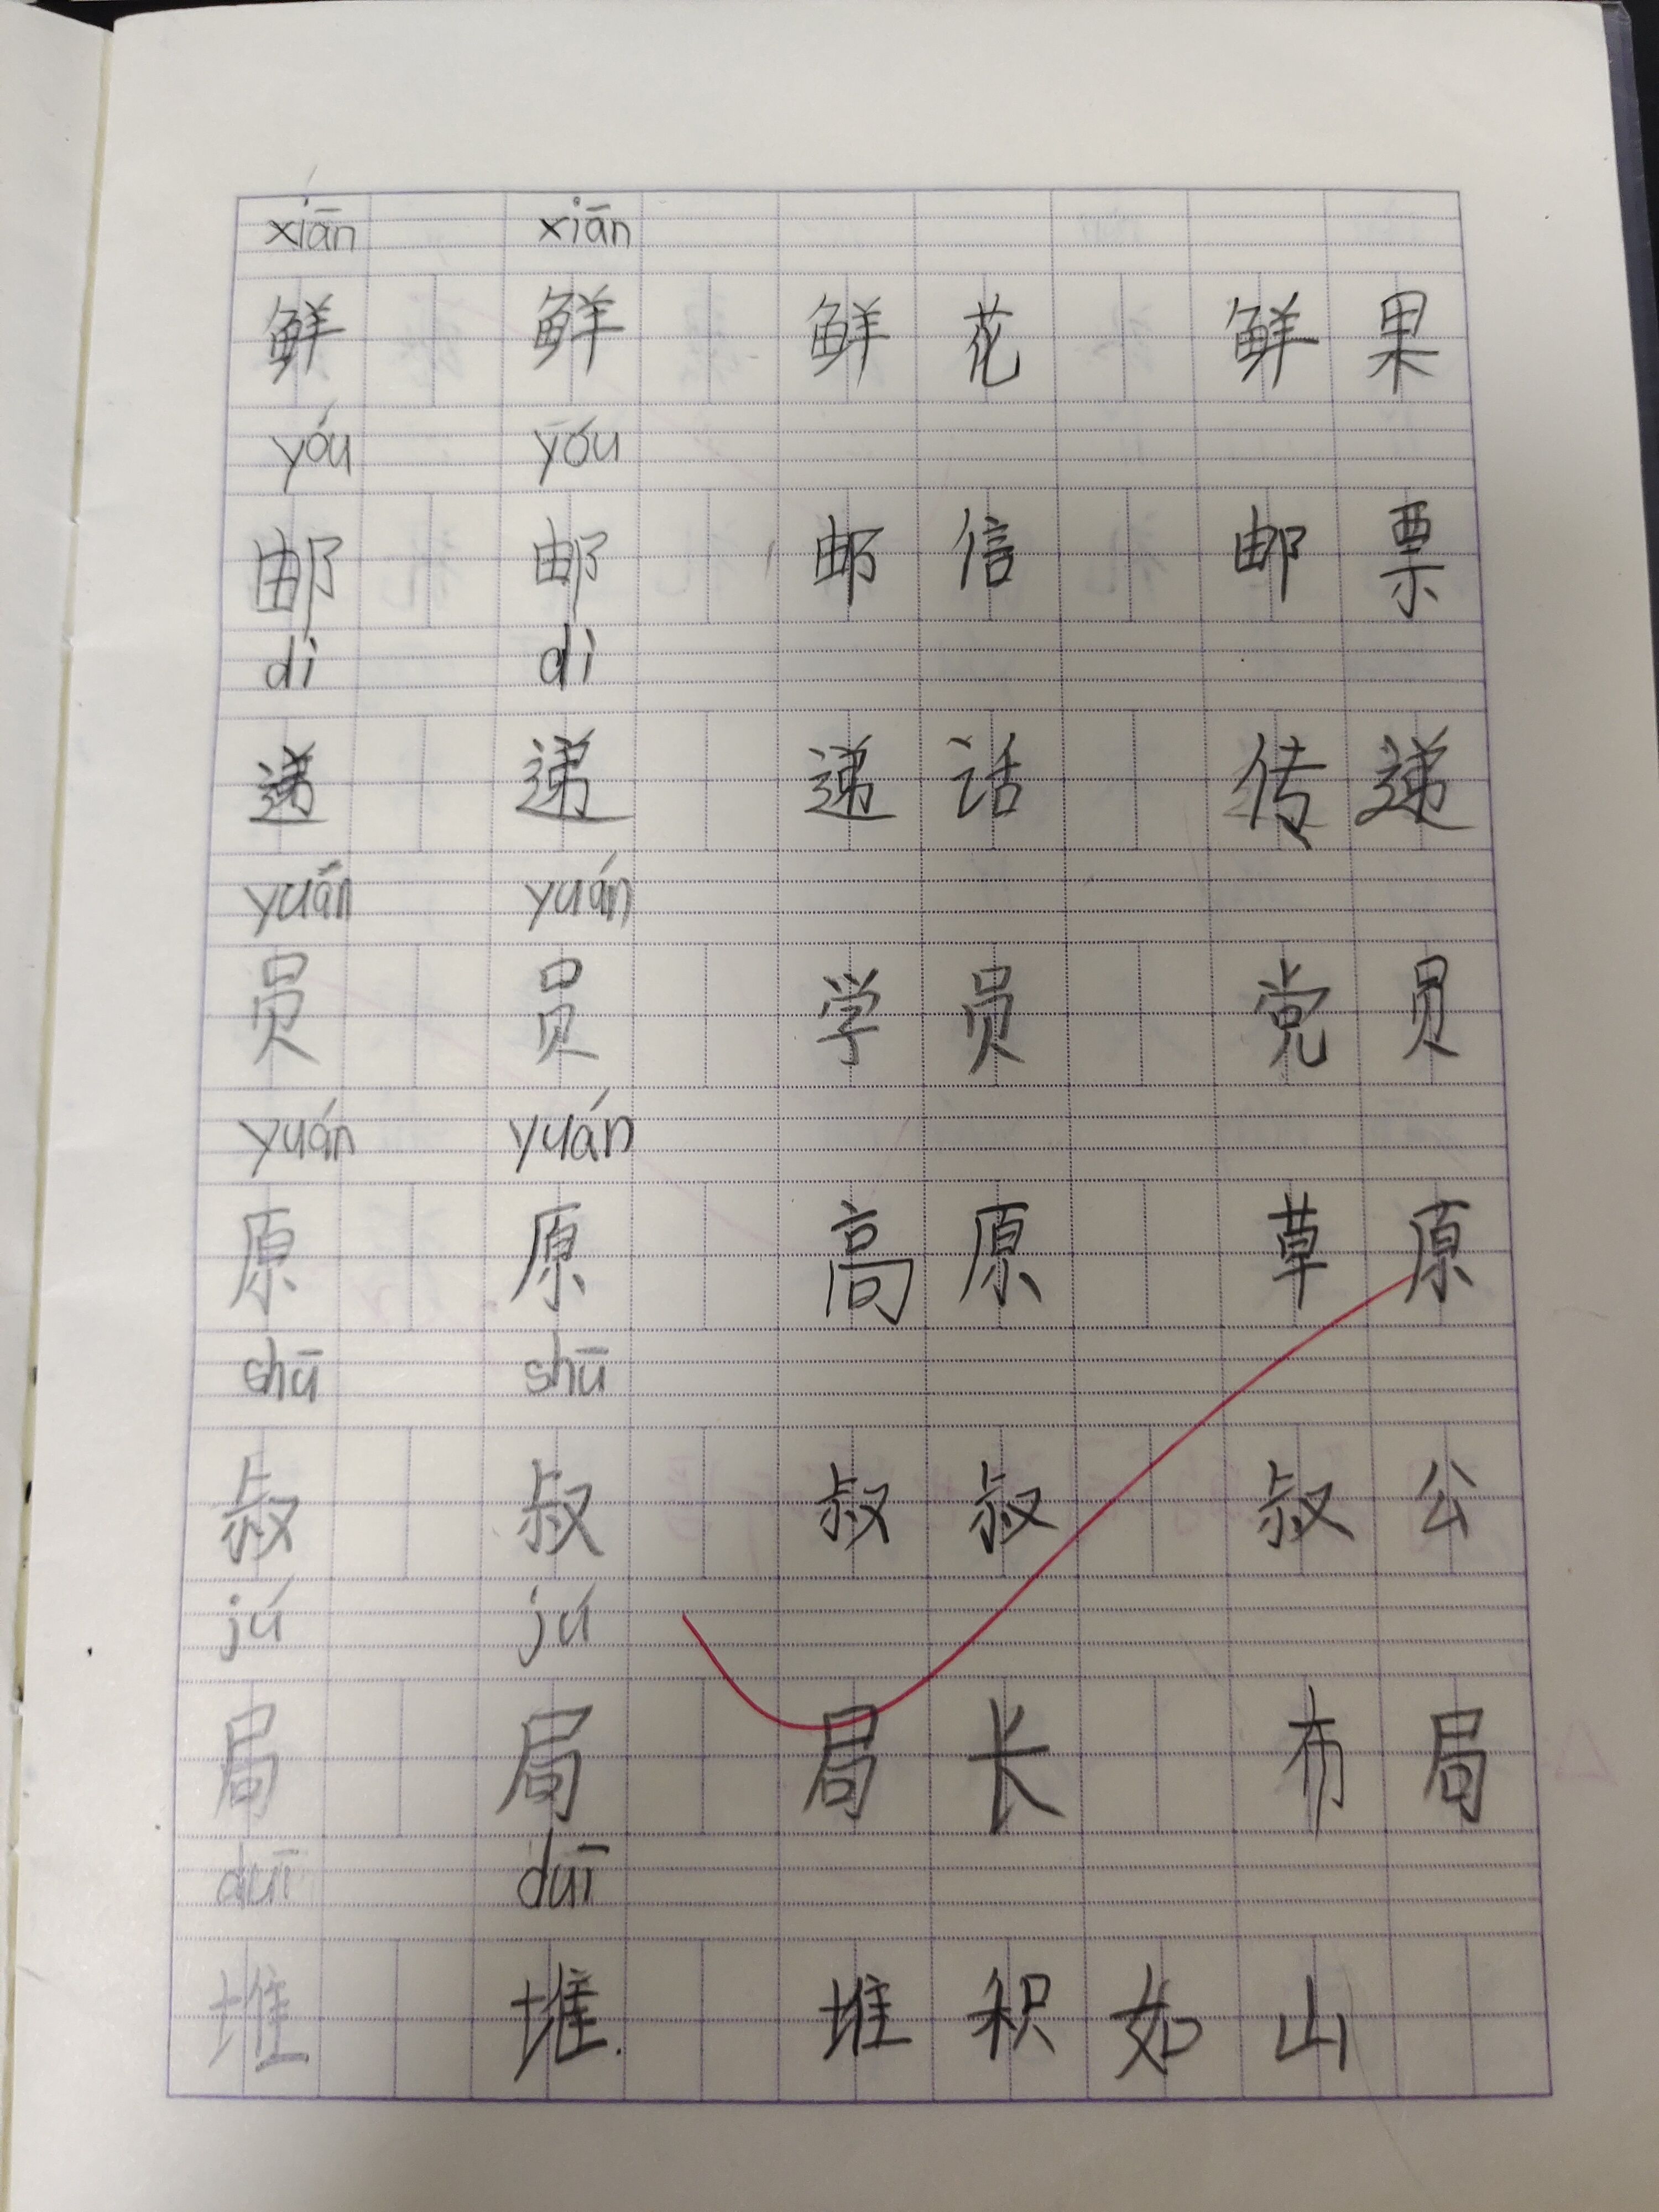 xiān xiān
鲜 鲜 鲜花 鲜果
yóu yóu
邮 邮 邮信 邮票
dì dì
递 递 递话 传递
yuán yuán
员 员 学员 党员
yuán yuán
原 原 高原 草原
shū shū
叔 叔 叔叔 叔公
jú jú
局 局 局长 布局
duī duī
堆 堆 堆积如山